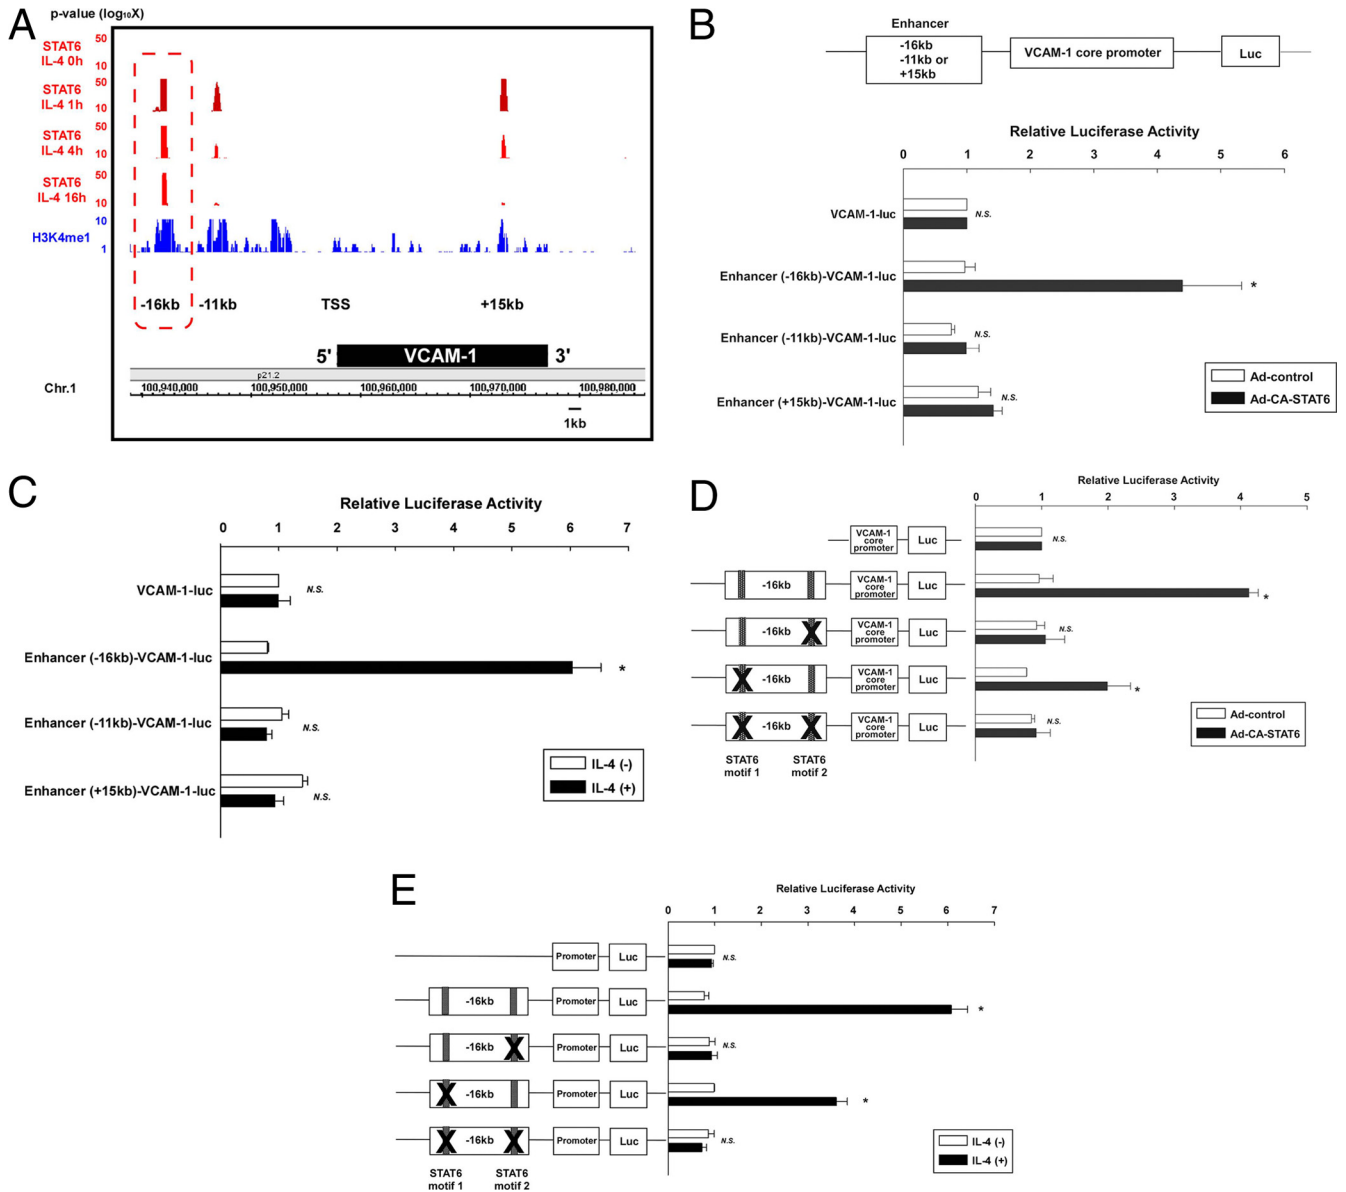 A
p-value (log₁₀X)
STAT6
IL-4 0h
50
10
STAT6
IL-4 1h
50
10
STAT6
IL-4 4h
50
10
STAT6
IL-4 16h
50
10
H3K4me1
10
1
-16kb
-11kb
TSS
+15kb
5'
VCAM-1
3'
p21.2
Chr.1
100,940,000
100,950,000
100,960,000
100,970,000
100,980,000
1kb
B
Enhancer
-16kb
-11kb or
+15kb
VCAM-1 core promoter
Luc
Relative Luciferase Activity
0 1 2 3 4 5 6
VCAM-1-luc
N.S.
Enhancer (-16kb)-VCAM-1-luc
*
Enhancer (-11kb)-VCAM-1-luc
N.S.
Enhancer (+15kb)-VCAM-1-luc
N.S.
Ad-control
Ad-CA-STAT6
C
Relative Luciferase Activity
0 1 2 3 4 5 6 7
VCAM-1-luc
N.S.
Enhancer (-16kb)-VCAM-1-luc
*
Enhancer (-11kb)-VCAM-1-luc
N.S.
Enhancer (+15kb)-VCAM-1-luc
N.S.
IL-4 (-)
IL-4 (+)
D
Relative Luciferase Activity
0 1 2 3 4 5
VCAM-1
core
promoter
Luc
N.S.
-16kb
VCAM-1
core
promoter
Luc
*
-16kb
VCAM-1
core
promoter
Luc
N.S.
-16kb
VCAM-1
core
promoter
Luc
*
-16kb
VCAM-1
core
promoter
Luc
N.S.
STAT6
motif 1
STAT6
motif 2
Ad-control
Ad-CA-STAT6
E
Relative Luciferase Activity
0 1 2 3 4 5 6 7
Promoter
Luc
N.S.
-16kb
Promoter
Luc
*
-16kb
Promoter
Luc
N.S.
-16kb
Promoter
Luc
*
-16kb
Promoter
Luc
N.S.
STAT6
motif 1
STAT6
motif 2
IL-4 (-)
IL-4 (+)